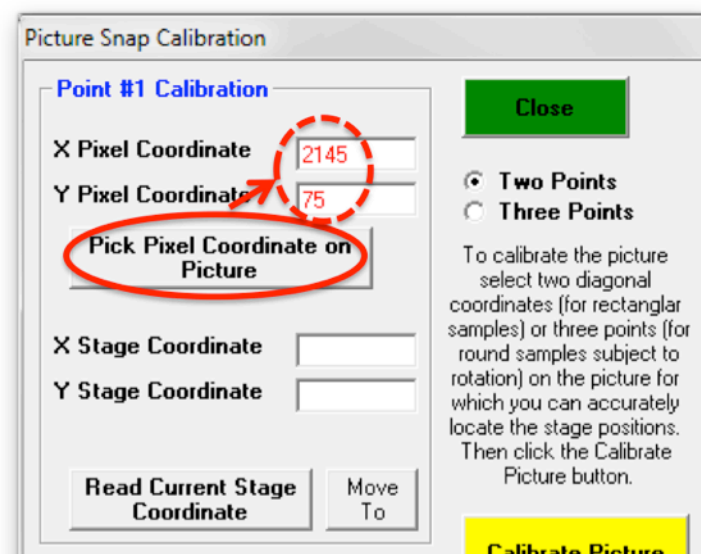 Picture Snap Calibration
Point #1 Calibration
X Pixel Coordinate
2145
Y Pixel Coordinate
75
Pick Pixel Coordinate on
Picture
X Stage Coordinate
Y Stage Coordinate
Read Current Stage
Coordinate
Move
To
Close
Two Points
Three Points
To calibrate the picture
select two diagonal
coordinates (for rectanglar
samples) or three points (for
round samples subject to
rotation) on the picture for
which you can accurately
locate the stage positions.
Then click the Calibrate
Picture button.
Calibrate Picture